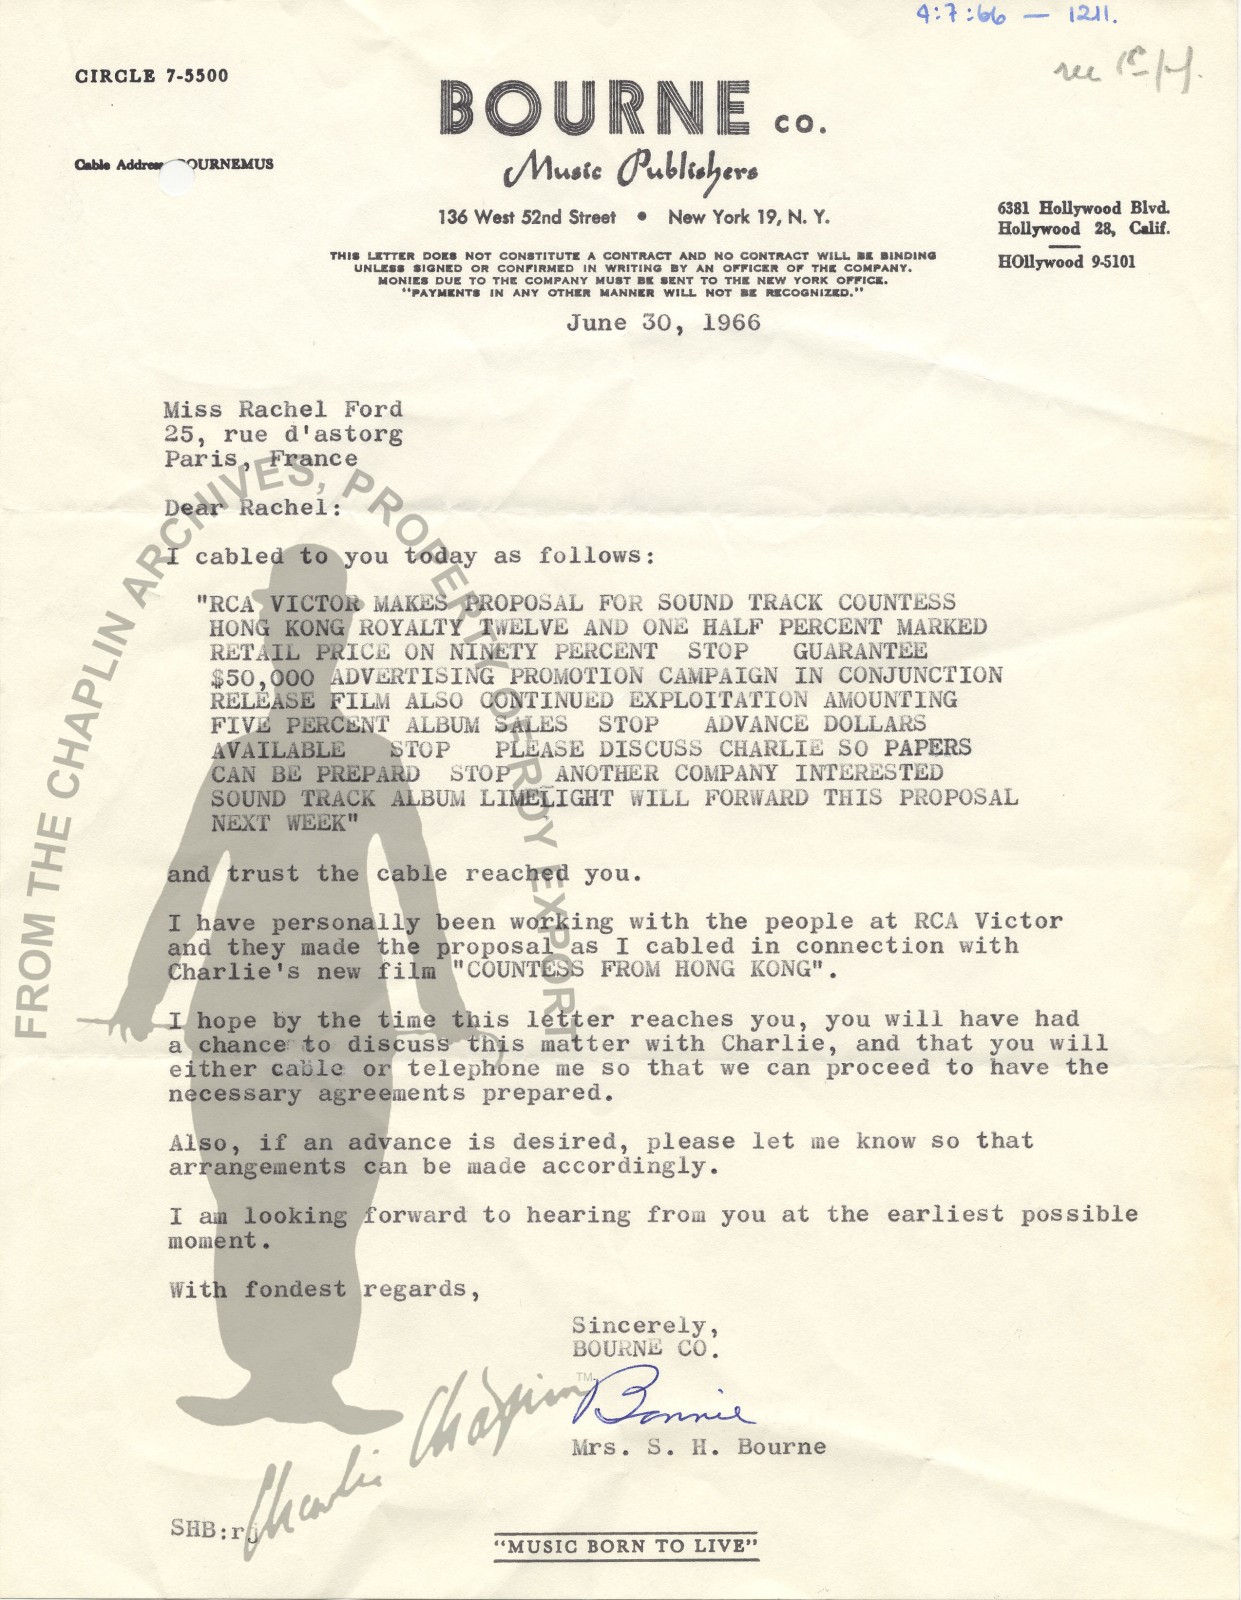 4:7:66 — 1211.
CIRCLE 7-5500
BOURNE CO.
Cable Address BOURNEMUS
Music Publishers
136 West 52nd Street • New York 19, N. Y.
6381 Hollywood Blvd.
Hollywood 28, Calif.
HOllywood 9-5101
THIS LETTER DOES NOT CONSTITUTE A CONTRACT AND NO CONTRACT WILL BE BINDING
UNLESS SIGNED OR CONFIRMED IN WRITING BY AN OFFICER OF THE COMPANY.
MONIES DUE TO THE COMPANY MUST BE SENT TO THE NEW YORK OFFICE.
"PAYMENTS IN ANY OTHER MANNER WILL NOT BE RECOGNIZED."
June 30, 1966
Miss Rachel Ford
25, rue d'astorg
Paris, France
Dear Rachel:
I cabled to you today as follows:
"RCA VICTOR MAKES PROPOSAL FOR SOUND TRACK COUNTESS
HONG KONG ROYALTY TWELVE AND ONE HALF PERCENT MARKED
RETAIL PRICE ON NINETY PERCENT STOP GUARANTEE
$50,000 ADVERTISING PROMOTION CAMPAIGN IN CONJUNCTION
RELEASE FILM ALSO CONTINUED EXPLOITATION AMOUNTING
FIVE PERCENT ALBUM SALES STOP ADVANCE DOLLARS
AVAILABLE STOP PLEASE DISCUSS CHARLIE SO PAPERS
CAN BE PREPARD STOP ANOTHER COMPANY INTERESTED
SOUND TRACK ALBUM LIMELIGHT WILL FORWARD THIS PROPOSAL
NEXT WEEK"
and trust the cable reached you.
I have personally been working with the people at RCA Victor
and they made the proposal as I cabled in connection with
Charlie's new film "COUNTESS FROM HONG KONG".
I hope by the time this letter reaches you, you will have had
a chance to discuss this matter with Charlie, and that you will
either cable or telephone me so that we can proceed to have the
necessary agreements prepared.
Also, if an advance is desired, please let me know so that
arrangements can be made accordingly.
I am looking forward to hearing from you at the earliest possible
moment.
With fondest regards,
Sincerely,
BOURNE CO.
Bonnie
Mrs. S. H. Bourne
SHB:rj
"MUSIC BORN TO LIVE"
FROM THE CHAPLIN ARCHIVES, PROPERTY OF ROY EXPORT
Charlie Chaplin TM